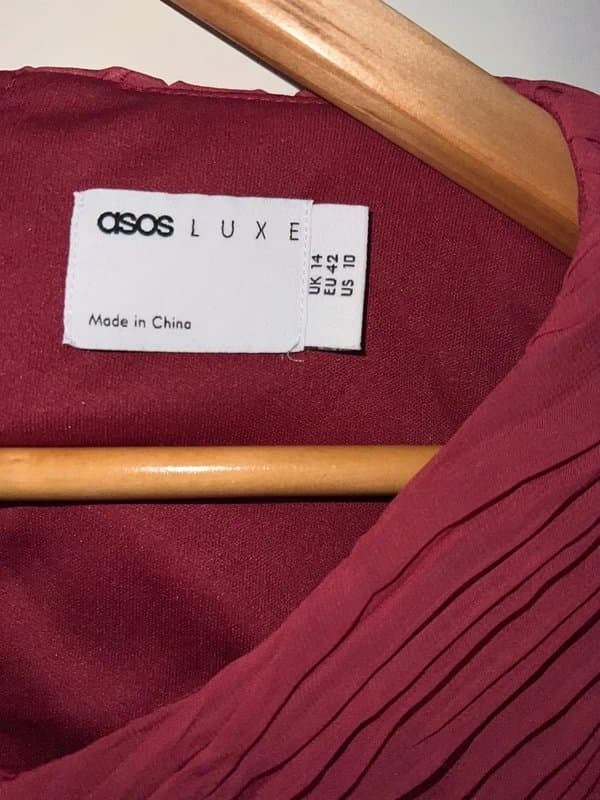 asos LUXE
Made in China
UK 14
EU 42
US 10